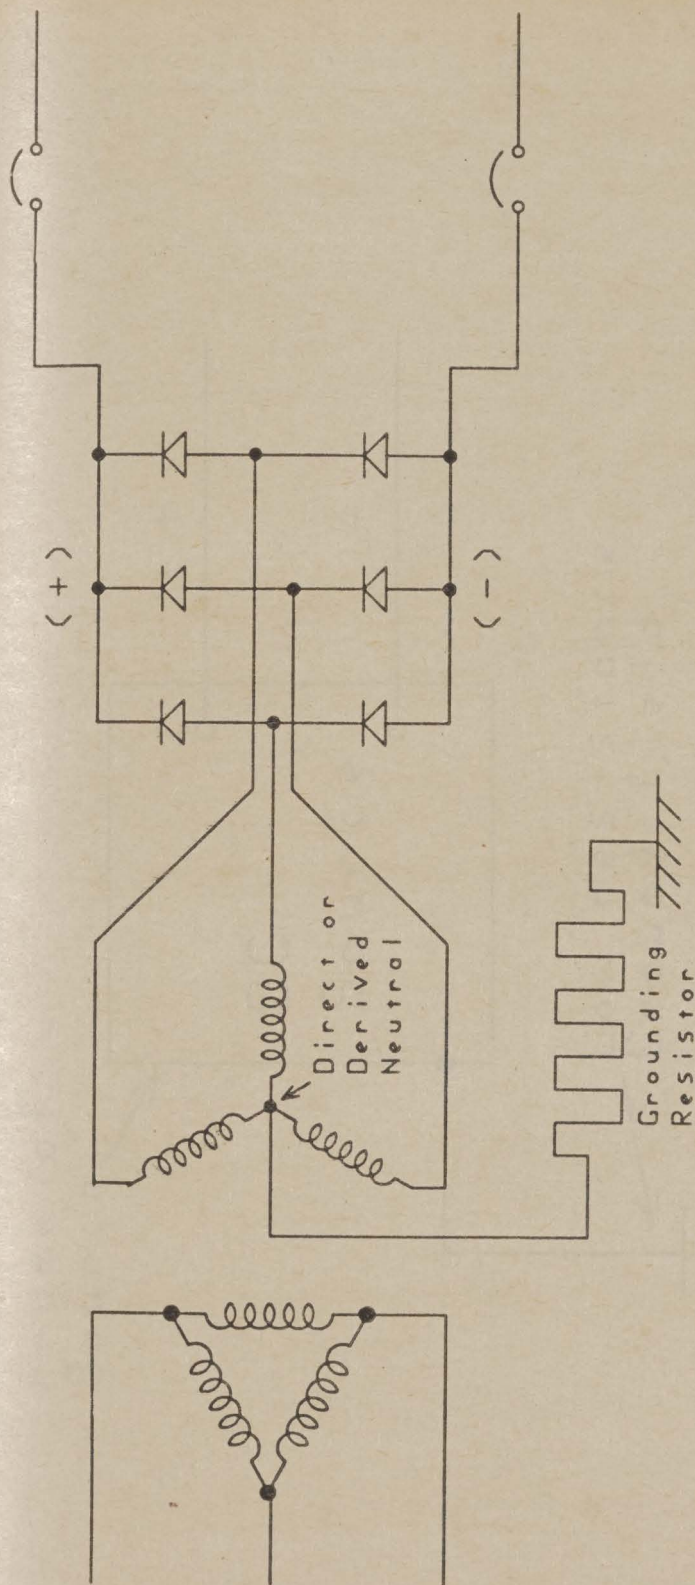 (+)
(-)
Direct or
Derived
Neutral
Grounding
Resistor